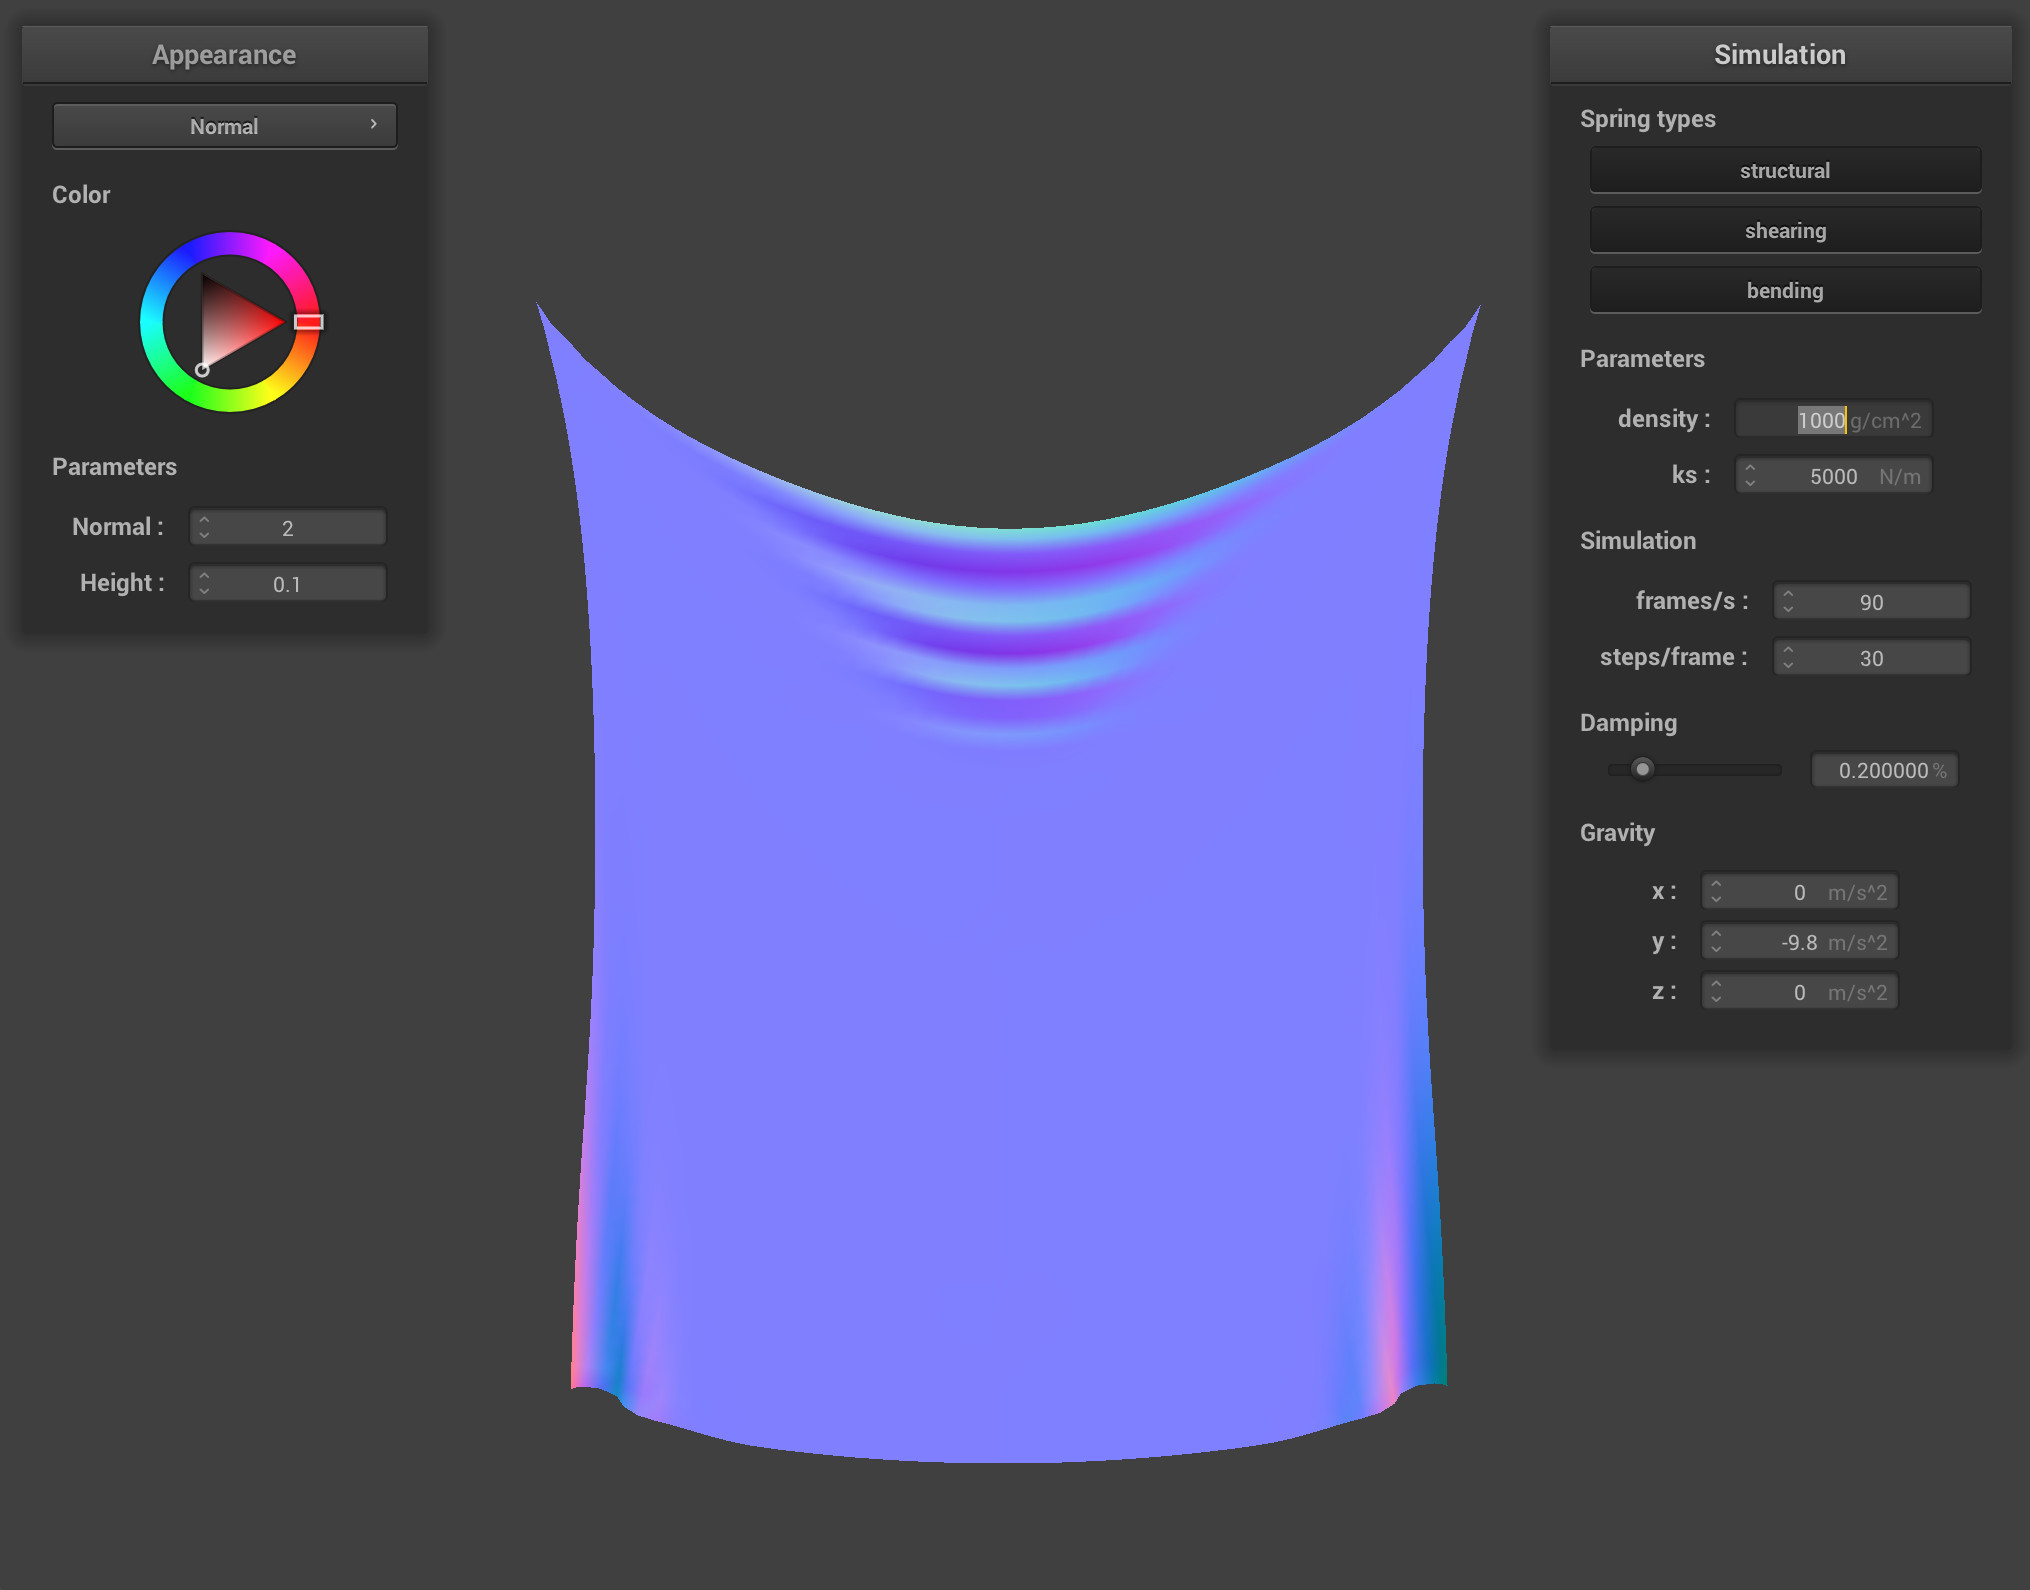 Appearance
Normal
Color
Parameters
Normal : 2
Height : 0.1
Simulation
Spring types
structural
shearing
bending
Parameters
density : 1000 g/cm^2
ks : 5000 N/m
Simulation
frames/s : 90
steps/frame : 30
Damping
0.200000 %
Gravity
x : 0 m/s^2
y : -9.8 m/s^2
z : 0 m/s^2